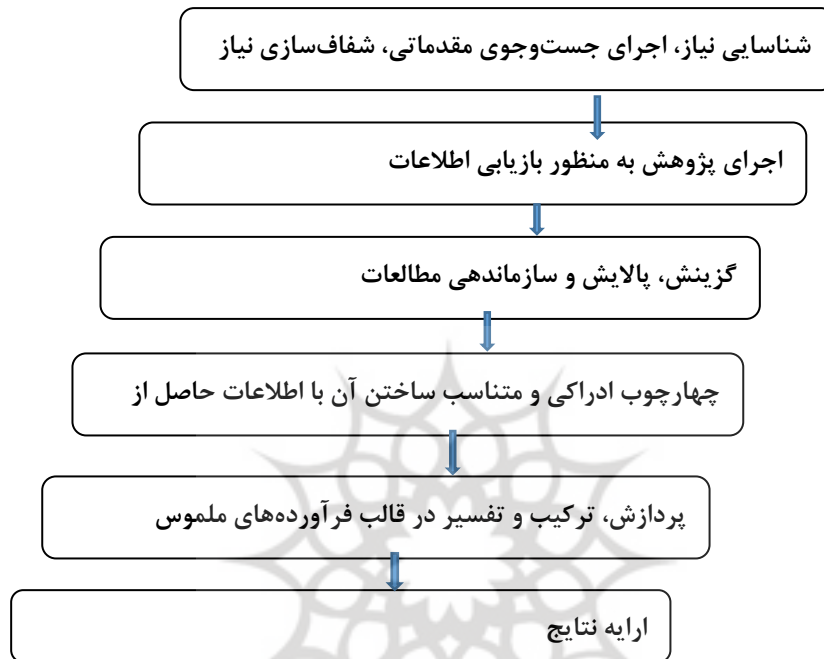 شناسایی نیاز، اجرای جست‌وجوی مقدماتی، شفاف‌سازی نیاز
اجرای پژوهش به منظور بازیابی اطلاعات
گزینش، پالایش و سازماندهی مطالعات
چهارچوب ادراکی و متناسب ساختن آن با اطلاعات حاصل از
پردازش، ترکیب و تفسیر در قالب فرآورده‌های ملموس
ارایه نتایج